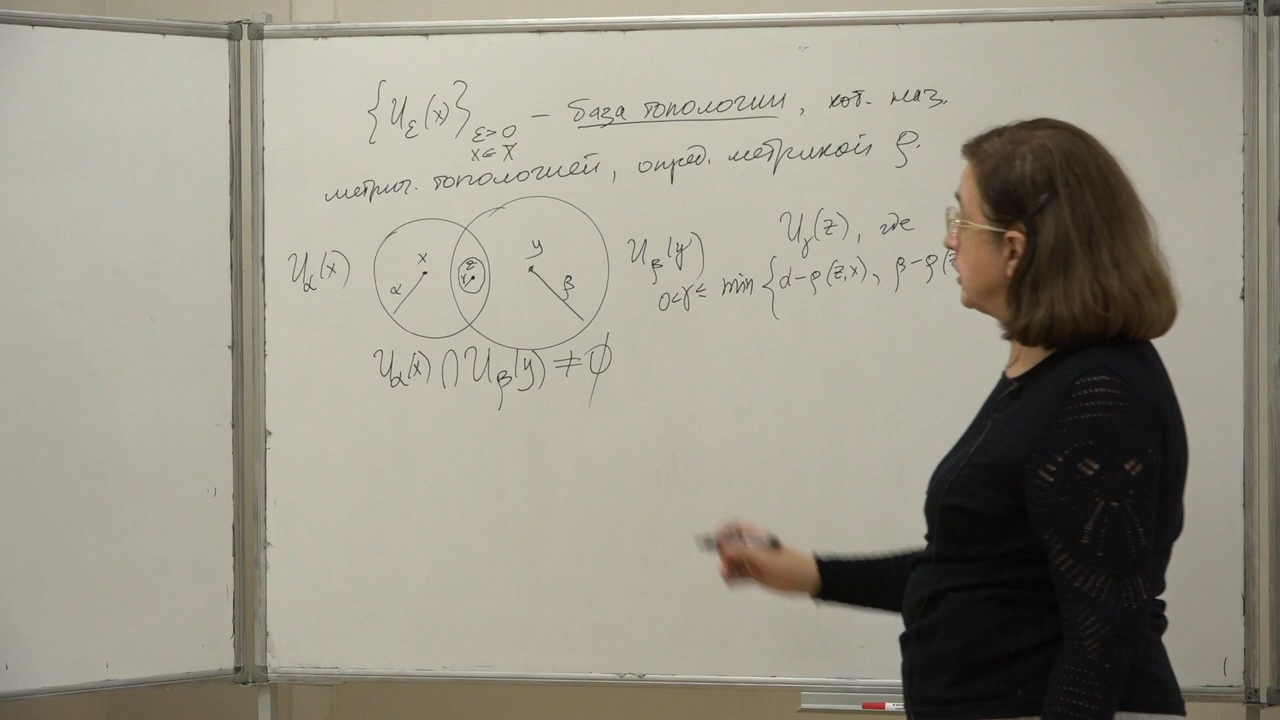 {U_ε(x)}_{ε>0, x∈X} – база топологии, кот. наз.
метрич. топологией, опред. метрикой ρ.
U_α(x)
x
α
z
γ
y
β
U_β(y)
U_γ(z), где
0<γ≤ min {α-ρ(z,x), β-ρ(z
U_α(x) ∩ U_β(y) ≠ ϕ